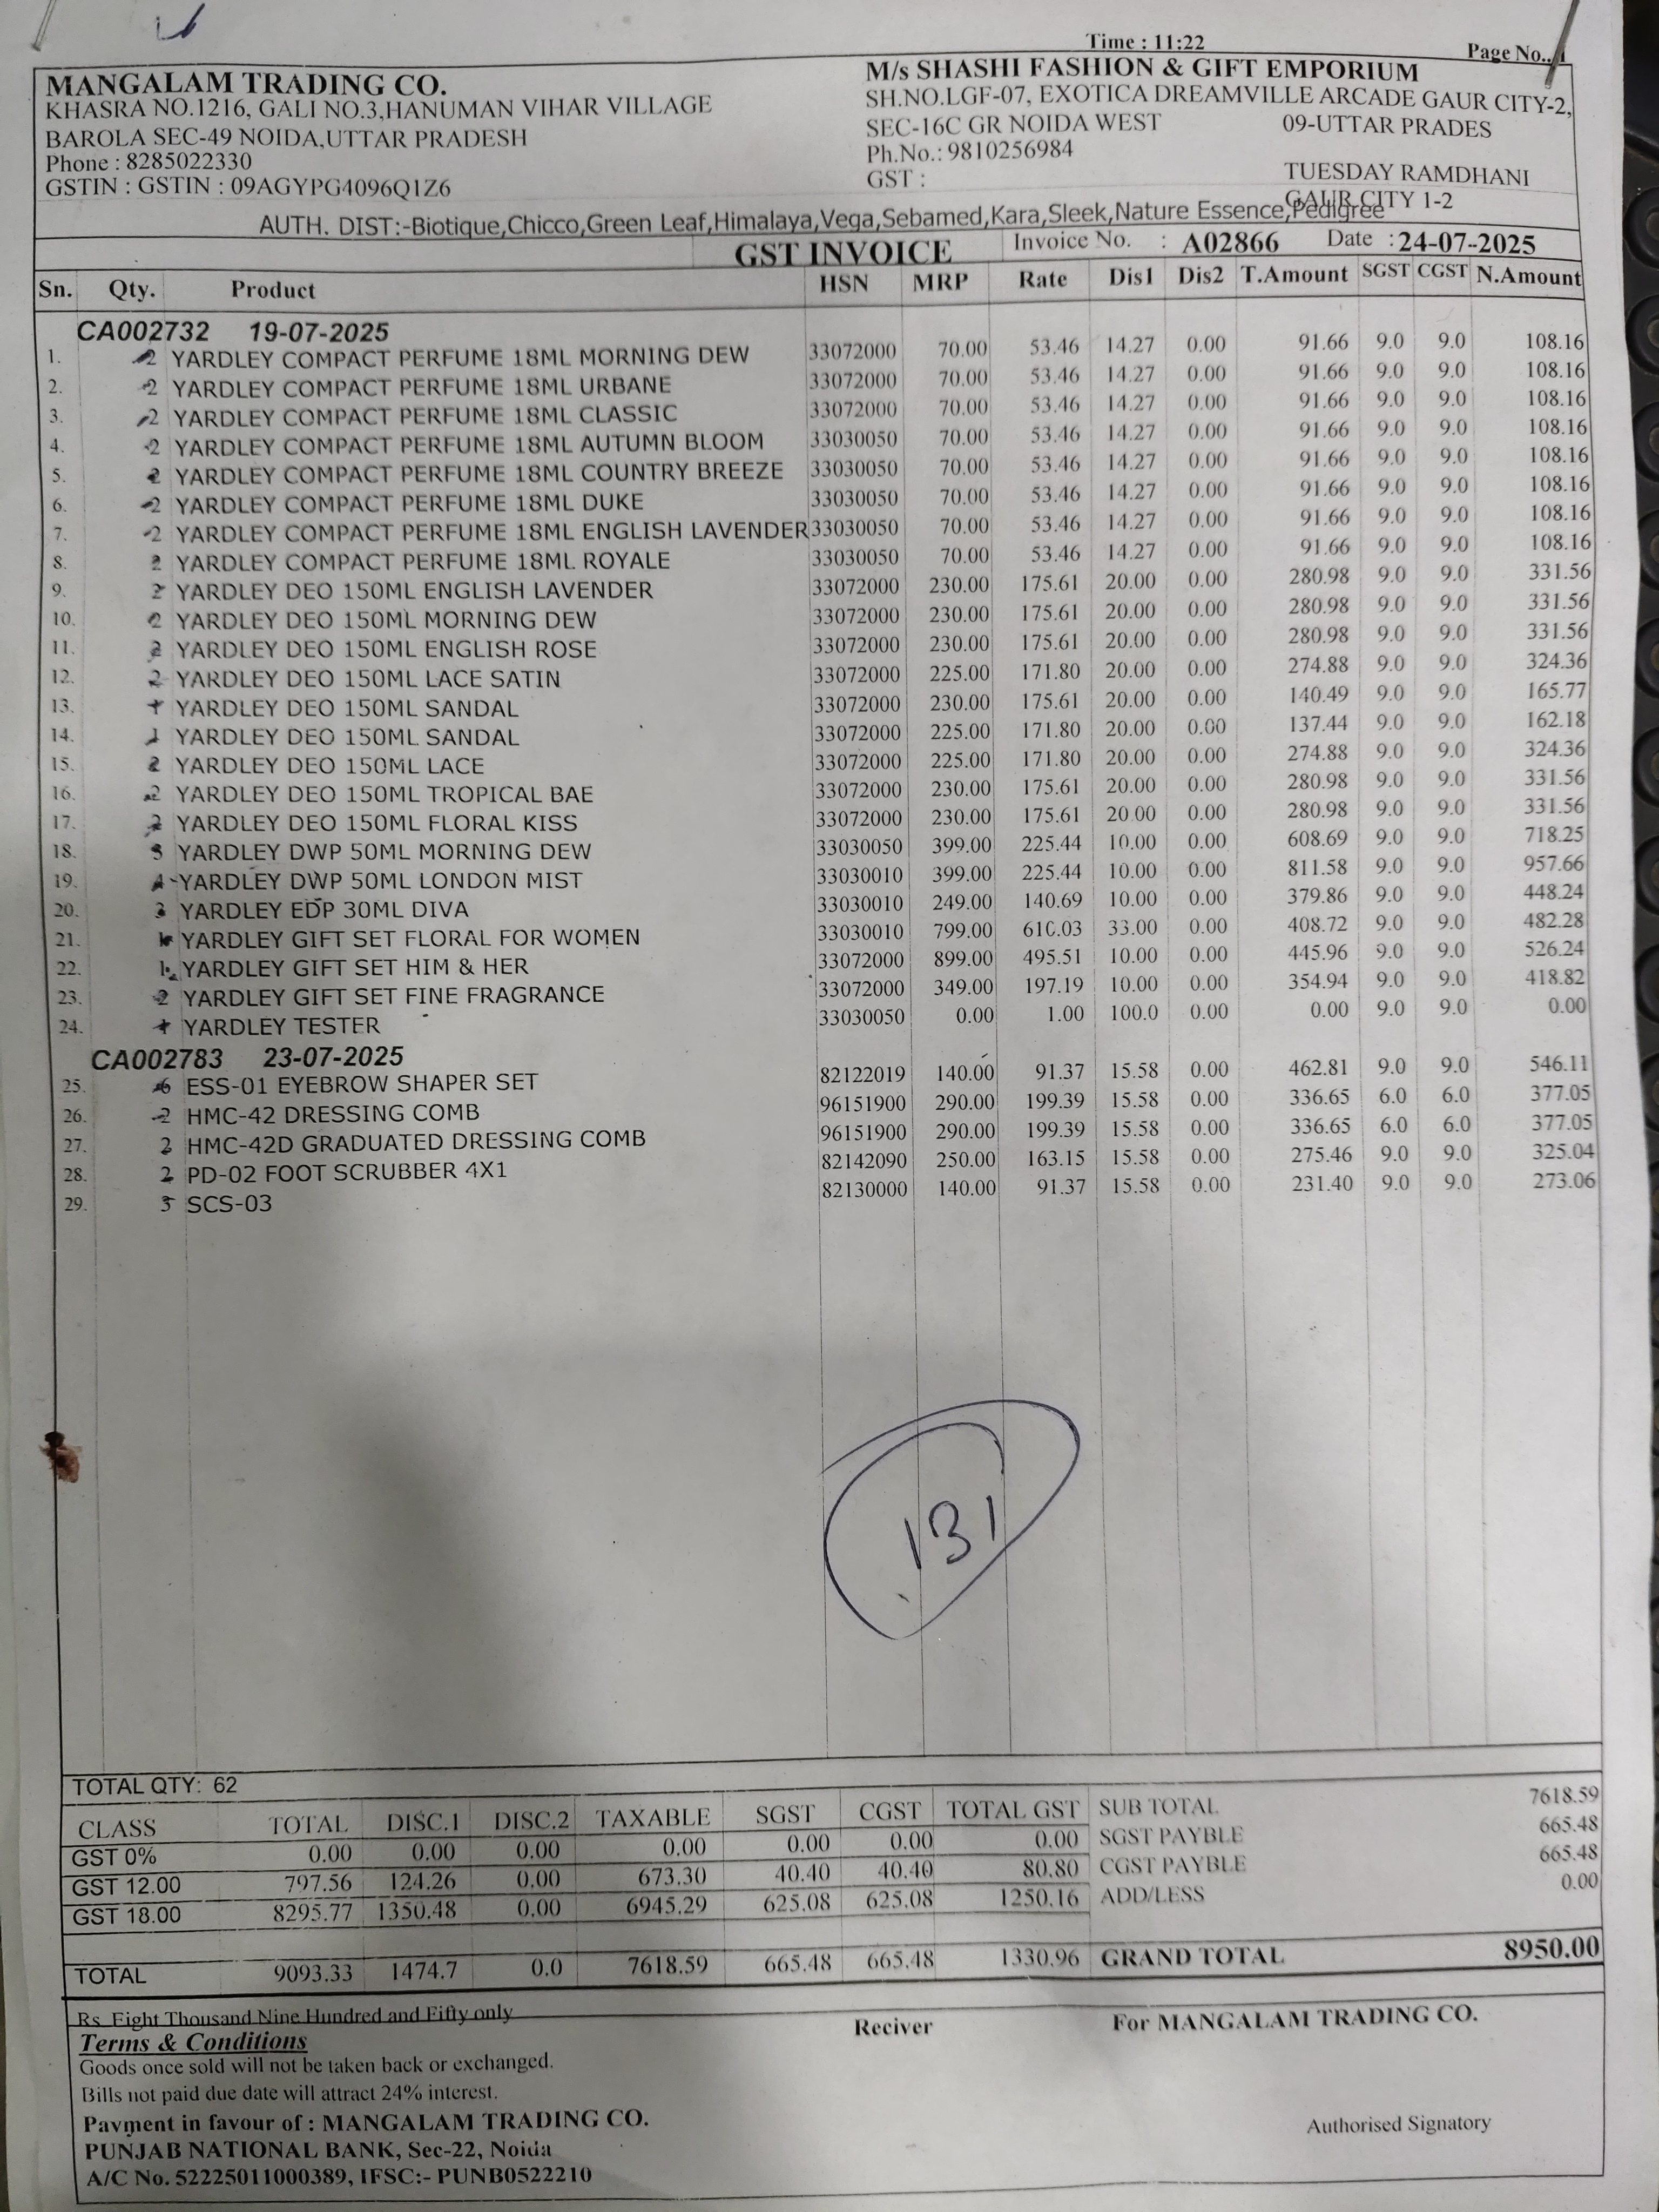 Time : 11:22
Page No..
MANGALAM TRADING CO.
KHASRA NO.1216, GALI NO.3,HANUMAN VIHAR VILLAGE
BAROLA SEC-49 NOIDA,UTTAR PRADESH
Phone : 8285022330
GSTIN : GSTIN : 09AGYPG4096Q1Z6
M/s SHASHI FASHION & GIFT EMPORIUM
SH.NO.LGF-07, EXOTICA DREAMVILLE ARCADE GAUR CITY-2,
SEC-16C GR NOIDA WEST 09-UTTAR PRADES
Ph.No.: 9810256984
GST : TUESDAY RAMDHANI
GAUR CITY 1-2
AUTH. DIST:-Biotique,Chicco,Green Leaf,Himalaya,Vega,Sebamed,Kara,Sleek,Nature Essence,Pedigree
GST INVOICE Invoice No. : A02866 Date : 24-07-2025
Sn. Qty. Product HSN MRP Rate Dis1 Dis2 T.Amount SGST CGST N.Amount
CA002732 19-07-2025
1. 2 YARDLEY COMPACT PERFUME 18ML MORNING DEW 33072000 70.00 53.46 14.27 0.00 91.66 9.0 9.0 108.16
2. 2 YARDLEY COMPACT PERFUME 18ML URBANE 33072000 70.00 53.46 14.27 0.00 91.66 9.0 9.0 108.16
3. 2 YARDLEY COMPACT PERFUME 18ML CLASSIC 33072000 70.00 53.46 14.27 0.00 91.66 9.0 9.0 108.16
4. 2 YARDLEY COMPACT PERFUME 18ML AUTUMN BLOOM 33030050 70.00 53.46 14.27 0.00 91.66 9.0 9.0 108.16
5. 2 YARDLEY COMPACT PERFUME 18ML COUNTRY BREEZE 33030050 70.00 53.46 14.27 0.00 91.66 9.0 9.0 108.16
6. 2 YARDLEY COMPACT PERFUME 18ML DUKE 33030050 70.00 53.46 14.27 0.00 91.66 9.0 9.0 108.16
7. 2 YARDLEY COMPACT PERFUME 18ML ENGLISH LAVENDER 33030050 70.00 53.46 14.27 0.00 91.66 9.0 9.0 108.16
8. 2 YARDLEY COMPACT PERFUME 18ML ROYALE 33030050 70.00 53.46 14.27 0.00 91.66 9.0 9.0 108.16
9. 2 YARDLEY DEO 150ML ENGLISH LAVENDER 33072000 230.00 175.61 20.00 0.00 280.98 9.0 9.0 331.56
10. 2 YARDLEY DEO 150ML MORNING DEW 33072000 230.00 175.61 20.00 0.00 280.98 9.0 9.0 331.56
11. 2 YARDLEY DEO 150ML ENGLISH ROSE 33072000 230.00 175.61 20.00 0.00 280.98 9.0 9.0 331.56
12. 2 YARDLEY DEO 150ML LACE SATIN 33072000 225.00 171.80 20.00 0.00 274.88 9.0 9.0 324.36
13. 1 YARDLEY DEO 150ML SANDAL 33072000 230.00 175.61 20.00 0.00 140.49 9.0 9.0 165.77
14. 1 YARDLEY DEO 150ML SANDAL 33072000 225.00 171.80 20.00 0.00 137.44 9.0 9.0 162.18
15. 2 YARDLEY DEO 150ML LACE 33072000 225.00 171.80 20.00 0.00 274.88 9.0 9.0 324.36
16. 2 YARDLEY DEO 150ML TROPICAL BAE 33072000 230.00 175.61 20.00 0.00 280.98 9.0 9.0 331.56
17. 2 YARDLEY DEO 150ML FLORAL KISS 33072000 230.00 175.61 20.00 0.00 280.98 9.0 9.0 331.56
18. 3 YARDLEY DWP 50ML MORNING DEW 33030050 399.00 225.44 10.00 0.00 608.69 9.0 9.0 718.25
19. 4 YARDLEY DWP 50ML LONDON MIST 33030010 399.00 225.44 10.00 0.00 811.58 9.0 9.0 957.66
20. 3 YARDLEY EDP 30ML DIVA 33030010 249.00 140.69 10.00 0.00 379.86 9.0 9.0 448.24
21. 1 YARDLEY GIFT SET FLORAL FOR WOMEN 33030010 799.00 610.03 33.00 0.00 408.72 9.0 9.0 482.28
22. 1 YARDLEY GIFT SET HIM & HER 33072000 899.00 495.51 10.00 0.00 445.96 9.0 9.0 526.24
23. 2 YARDLEY GIFT SET FINE FRAGRANCE 33072000 349.00 197.19 10.00 0.00 354.94 9.0 9.0 418.82
24. 1 YARDLEY TESTER 33030050 0.00 1.00 100.0 0.00 0.00 9.0 9.0 0.00
CA002783 23-07-2025
25. 6 ESS-01 EYEBROW SHAPER SET 82122019 140.00 91.37 15.58 0.00 462.81 9.0 9.0 546.11
26. 2 HMC-42 DRESSING COMB 96151900 290.00 199.39 15.58 0.00 336.65 6.0 6.0 377.05
27. 2 HMC-42D GRADUATED DRESSING COMB 96151900 290.00 199.39 15.58 0.00 336.65 6.0 6.0 377.05
28. 2 PD-02 FOOT SCRUBBER 4X1 82142090 250.00 163.15 15.58 0.00 275.46 9.0 9.0 325.04
29. 3 SCS-03 82130000 140.00 91.37 15.58 0.00 231.40 9.0 9.0 273.06
131
TOTAL QTY: 62
CLASS TOTAL DISC.1 DISC.2 TAXABLE SGST CGST TOTAL GST SUB TOTAL 7618.59
GST 0% 0.00 0.00 0.00 0.00 0.00 0.00 0.00 SGST PAYBLE 665.48
GST 12.00 797.56 124.26 0.00 673.30 40.40 40.40 80.80 CGST PAYBLE 665.48
GST 18.00 8295.77 1350.48 0.00 6945.29 625.08 625.08 1250.16 ADD/LESS 0.00
TOTAL 9093.33 1474.7 0.0 7618.59 665.48 665.48 1330.96 GRAND TOTAL 8950.00
Rs. Eight Thousand Nine Hundred and Fifty only
Terms & Conditions
Goods once sold will not be taken back or exchanged.
Bills not paid due date will attract 24% interest.
Payment in favour of : MANGALAM TRADING CO.
PUNJAB NATIONAL BANK, Sec-22, Noida
A/C No. 52225011000389, IFSC:- PUNB0522210
Reciver
For MANGALAM TRADING CO.
Authorised Signatory